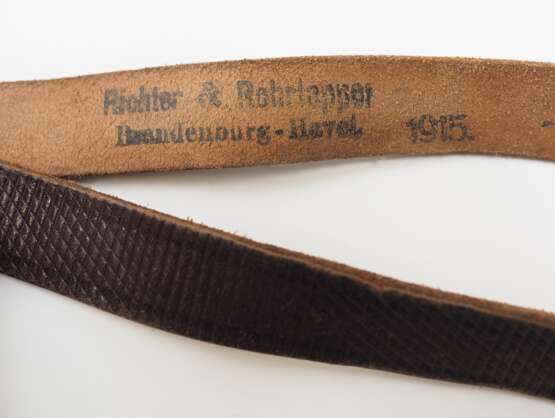 Richter & Rohrlapper
Brandenburg-Havel. 1915.